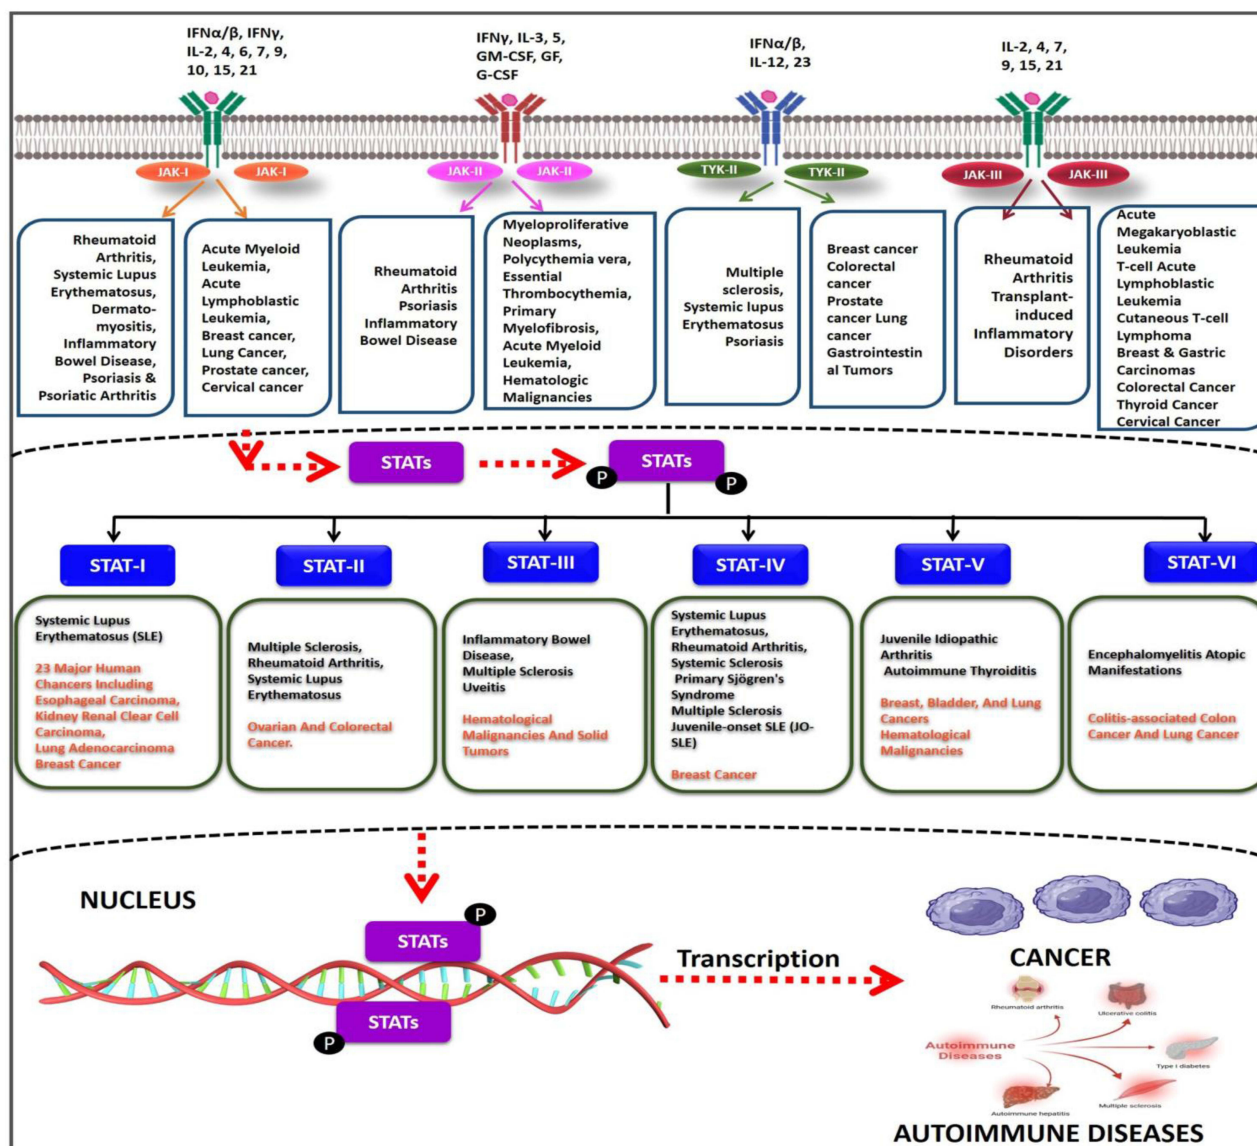 IFNα/β, IFNγ,
IL-2, 4, 6, 7, 9,
10, 15, 21
IFNγ, IL-3, 5,
GM-CSF, GF,
G-CSF
IFNα/β,
IL-12, 23
IL-2, 4, 7,
9, 15, 21
JAK-I
JAK-I
JAK-II
JAK-II
TYK-II
TYK-II
JAK-III
JAK-III
Rheumatoid
Arthritis,
Systemic Lupus
Erythematosus,
Dermato-
myositis,
Inflammatory
Bowel Disease,
Psoriasis &
Psoriatic Arthritis
Acute Myeloid
Leukemia,
Acute
Lymphoblastic
Leukemia,
Breast cancer,
Lung Cancer,
Prostate cancer,
Cervical cancer
Rheumatoid
Arthritis
Psoriasis
Inflammatory
Bowel Disease
Myeloproliferative
Neoplasms,
Polycythemia vera,
Essential
Thrombocythemia,
Primary
Myelofibrosis,
Acute Myeloid
Leukemia,
Hematologic
Malignancies
Multiple
sclerosis,
Systemic lupus
Erythematosus
Psoriasis
Breast cancer
Colorectal
cancer
Prostate
cancer Lung
cancer
Gastrointestin
al Tumors
Rheumatoid
Arthritis
Transplant-
induced
Inflammatory
Disorders
Acute
Megakaryoblastic
Leukemia
T-cell Acute
Lymphoblastic
Leukemia
Cutaneous T-cell
Lymphoma
Breast & Gastric
Carcinomas
Colorectal Cancer
Thyroid Cancer
Cervical Cancer
STATs
STATs
P
P
STAT-I
STAT-II
STAT-III
STAT-IV
STAT-V
STAT-VI
Systemic Lupus
Erythematosus (SLE)
23 Major Human
Chancers Including
Esophageal Carcinoma,
Kidney Renal Clear Cell
Carcinoma,
Lung Adenocarcinoma
Breast Cancer
Multiple Sclerosis,
Rheumatoid Arthritis,
Systemic Lupus
Erythematosus
Ovarian And Colorectal
Cancer.
Inflammatory Bowel
Disease,
Multiple Sclerosis
Uveitis
Hematological
Malignancies And Solid
Tumors
Systemic Lupus
Erythematosus,
Rheumatoid Arthritis,
Systemic Sclerosis
Primary Sjögren's
Syndrome
Multiple Sclerosis
Juvenile-onset SLE (JO-
SLE)
Breast Cancer
Juvenile Idiopathic
Arthritis
Autoimmune Thyroiditis
Breast, Bladder, And Lung
Cancers
Hematological
Malignancies
Encephalomyelitis Atopic
Manifestations
Colitis-associated Colon
Cancer And Lung Cancer
NUCLEUS
P
STATs
STATs
P
Transcription
CANCER
Rheumatoid arthritis
Ulcerative colitis
Autoimmune
Diseases
Type I diabetes
Autoimmune hepatitis
Multiple sclerosis
AUTOIMMUNE DISEASES